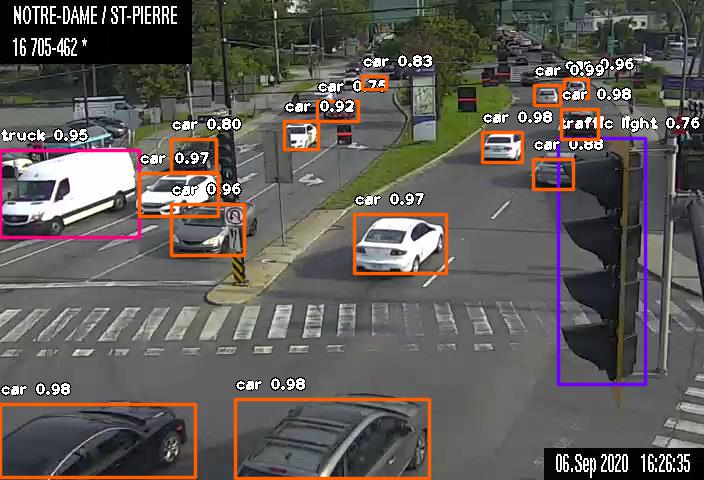 NOTRE-DAME / ST-PIERRE
16 705-462 *
car 0.83
car 0.96
0.99
car 0.75
car 0.92
car 0.98
car 0.98
traffic light 0.76
car 0.80
truck 0.95
car 0.97
car 0.88
car 0.96
car 0.97
car 0.98
car 0.98
06.Sep 2020 16:26:35